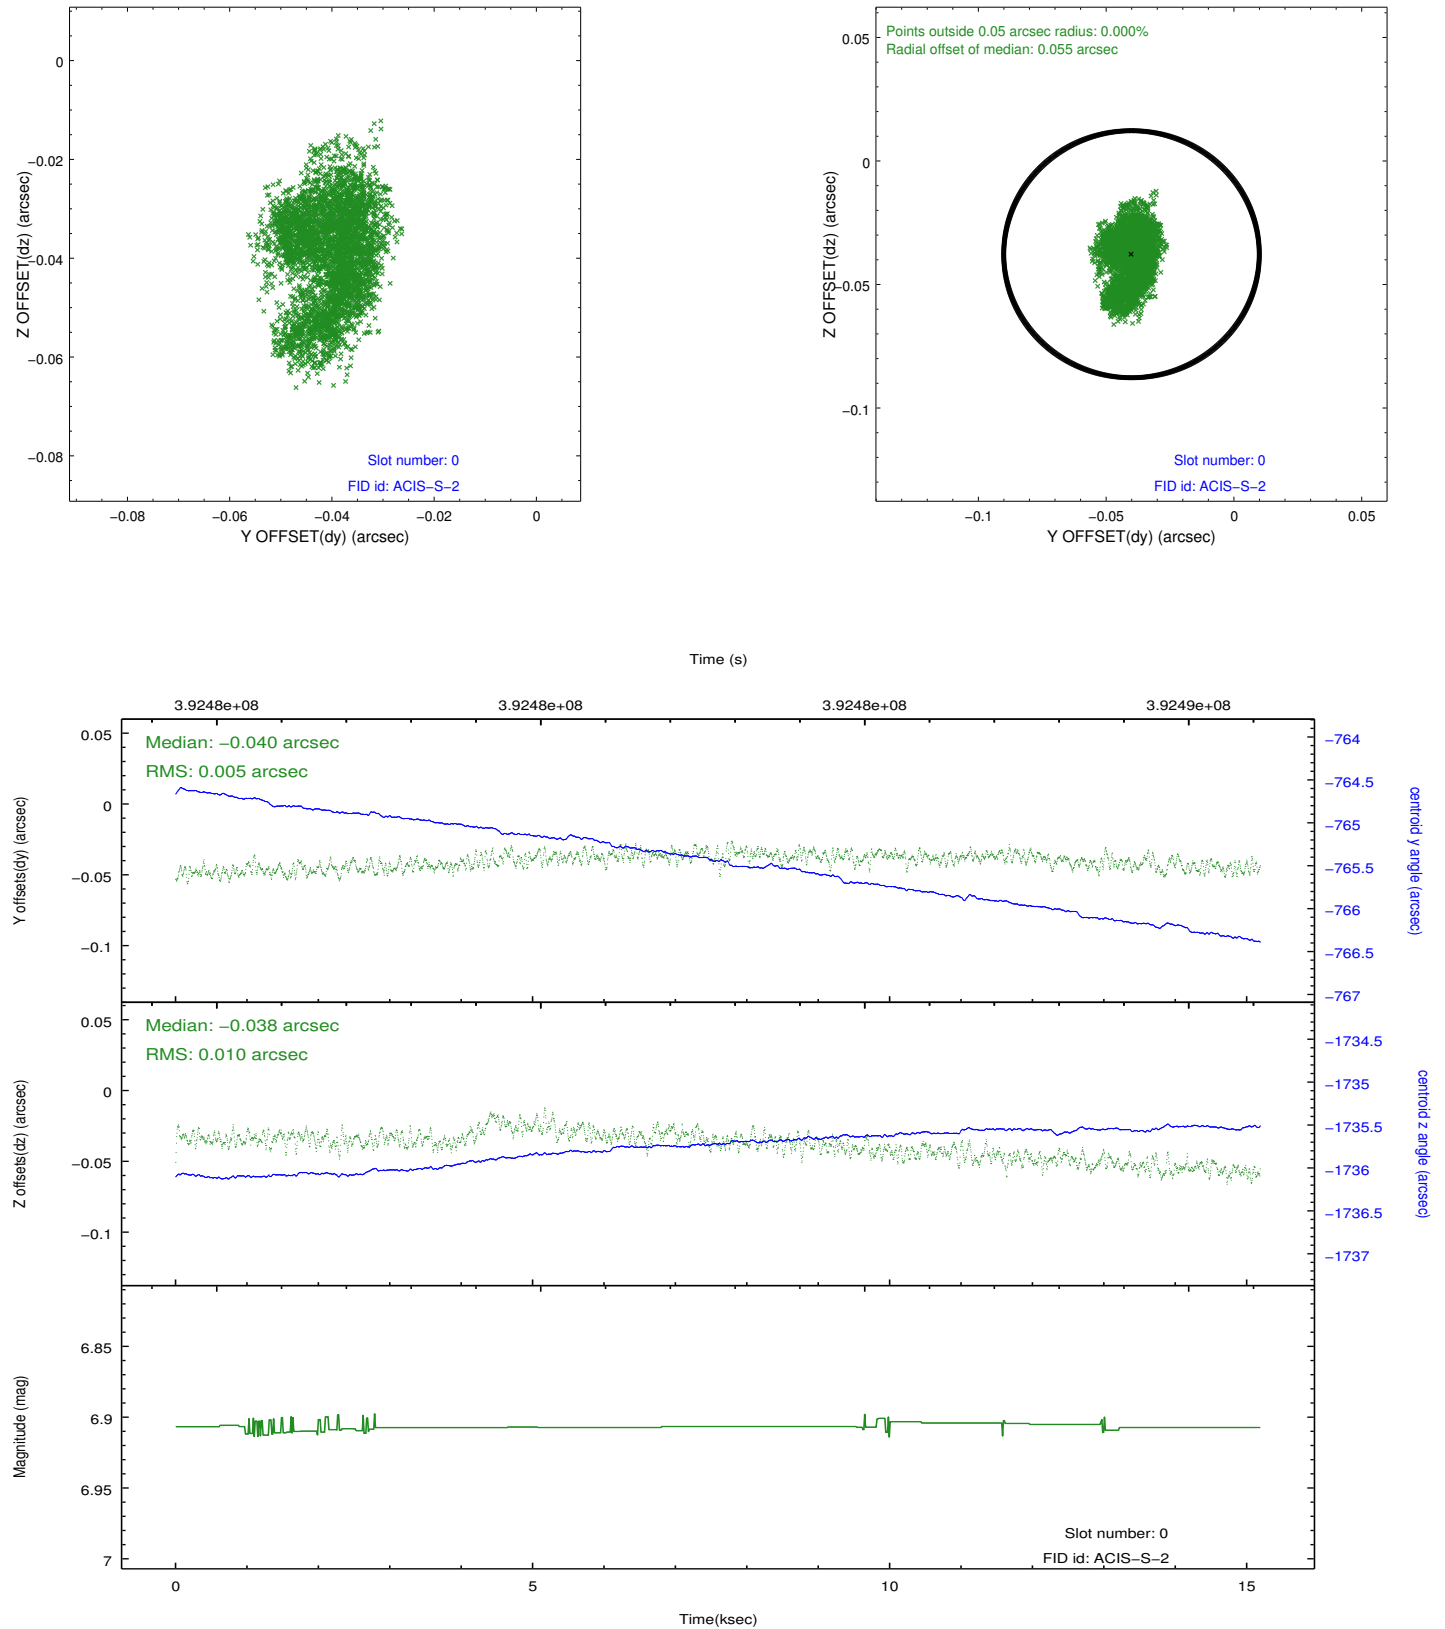 0
−0.02
−0.04
−0.06
−0.08
Z OFFSET(dz) (arcsec)
Slot number: 0
FID id: ACIS−S−2
−0.08
−0.06
−0.04
−0.02
0
Y OFFSET(dy) (arcsec)
Points outside 0.05 arcsec radius: 0.000%
Radial offset of median: 0.055 arcsec
0.05
0
−0.05
−0.1
Z OFFSET(dz) (arcsec)
Slot number: 0
FID id: ACIS−S−2
−0.1
−0.05
0
0.05
Y OFFSET(dy) (arcsec)
Time (s)
3.9248e+08
3.9248e+08
3.9248e+08
3.9249e+08
Median: −0.040 arcsec
RMS: 0.005 arcsec
0.05
0
−0.05
−0.1
Y offsets(dy) (arcsec)
−764
−764.5
−765
−765.5
−766
−766.5
−767
centroid y angle (arcsec)
Median: −0.038 arcsec
RMS: 0.010 arcsec
0.05
0
−0.05
−0.1
Z offsets(dz) (arcsec)
−1734.5
−1735
−1735.5
−1736
−1736.5
−1737
centroid z angle (arcsec)
6.85
6.9
6.95
7
Magnitude (mag)
Slot number: 0
FID id: ACIS−S−2
0
5
10
15
Time(ksec)